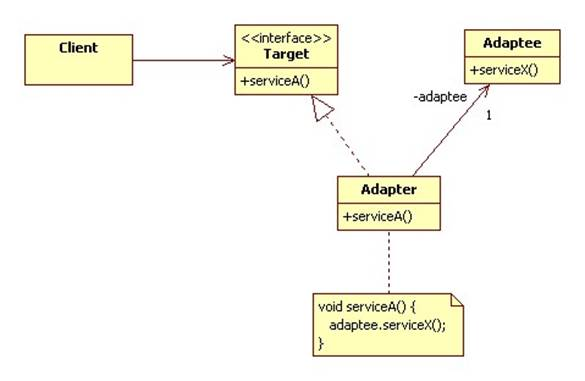 Client
<<interface>>
Target
+serviceA()
Adaptee
+serviceX()
-adaptee
1
Adapter
+serviceA()
void serviceA() {
adaptee.serviceX();
}